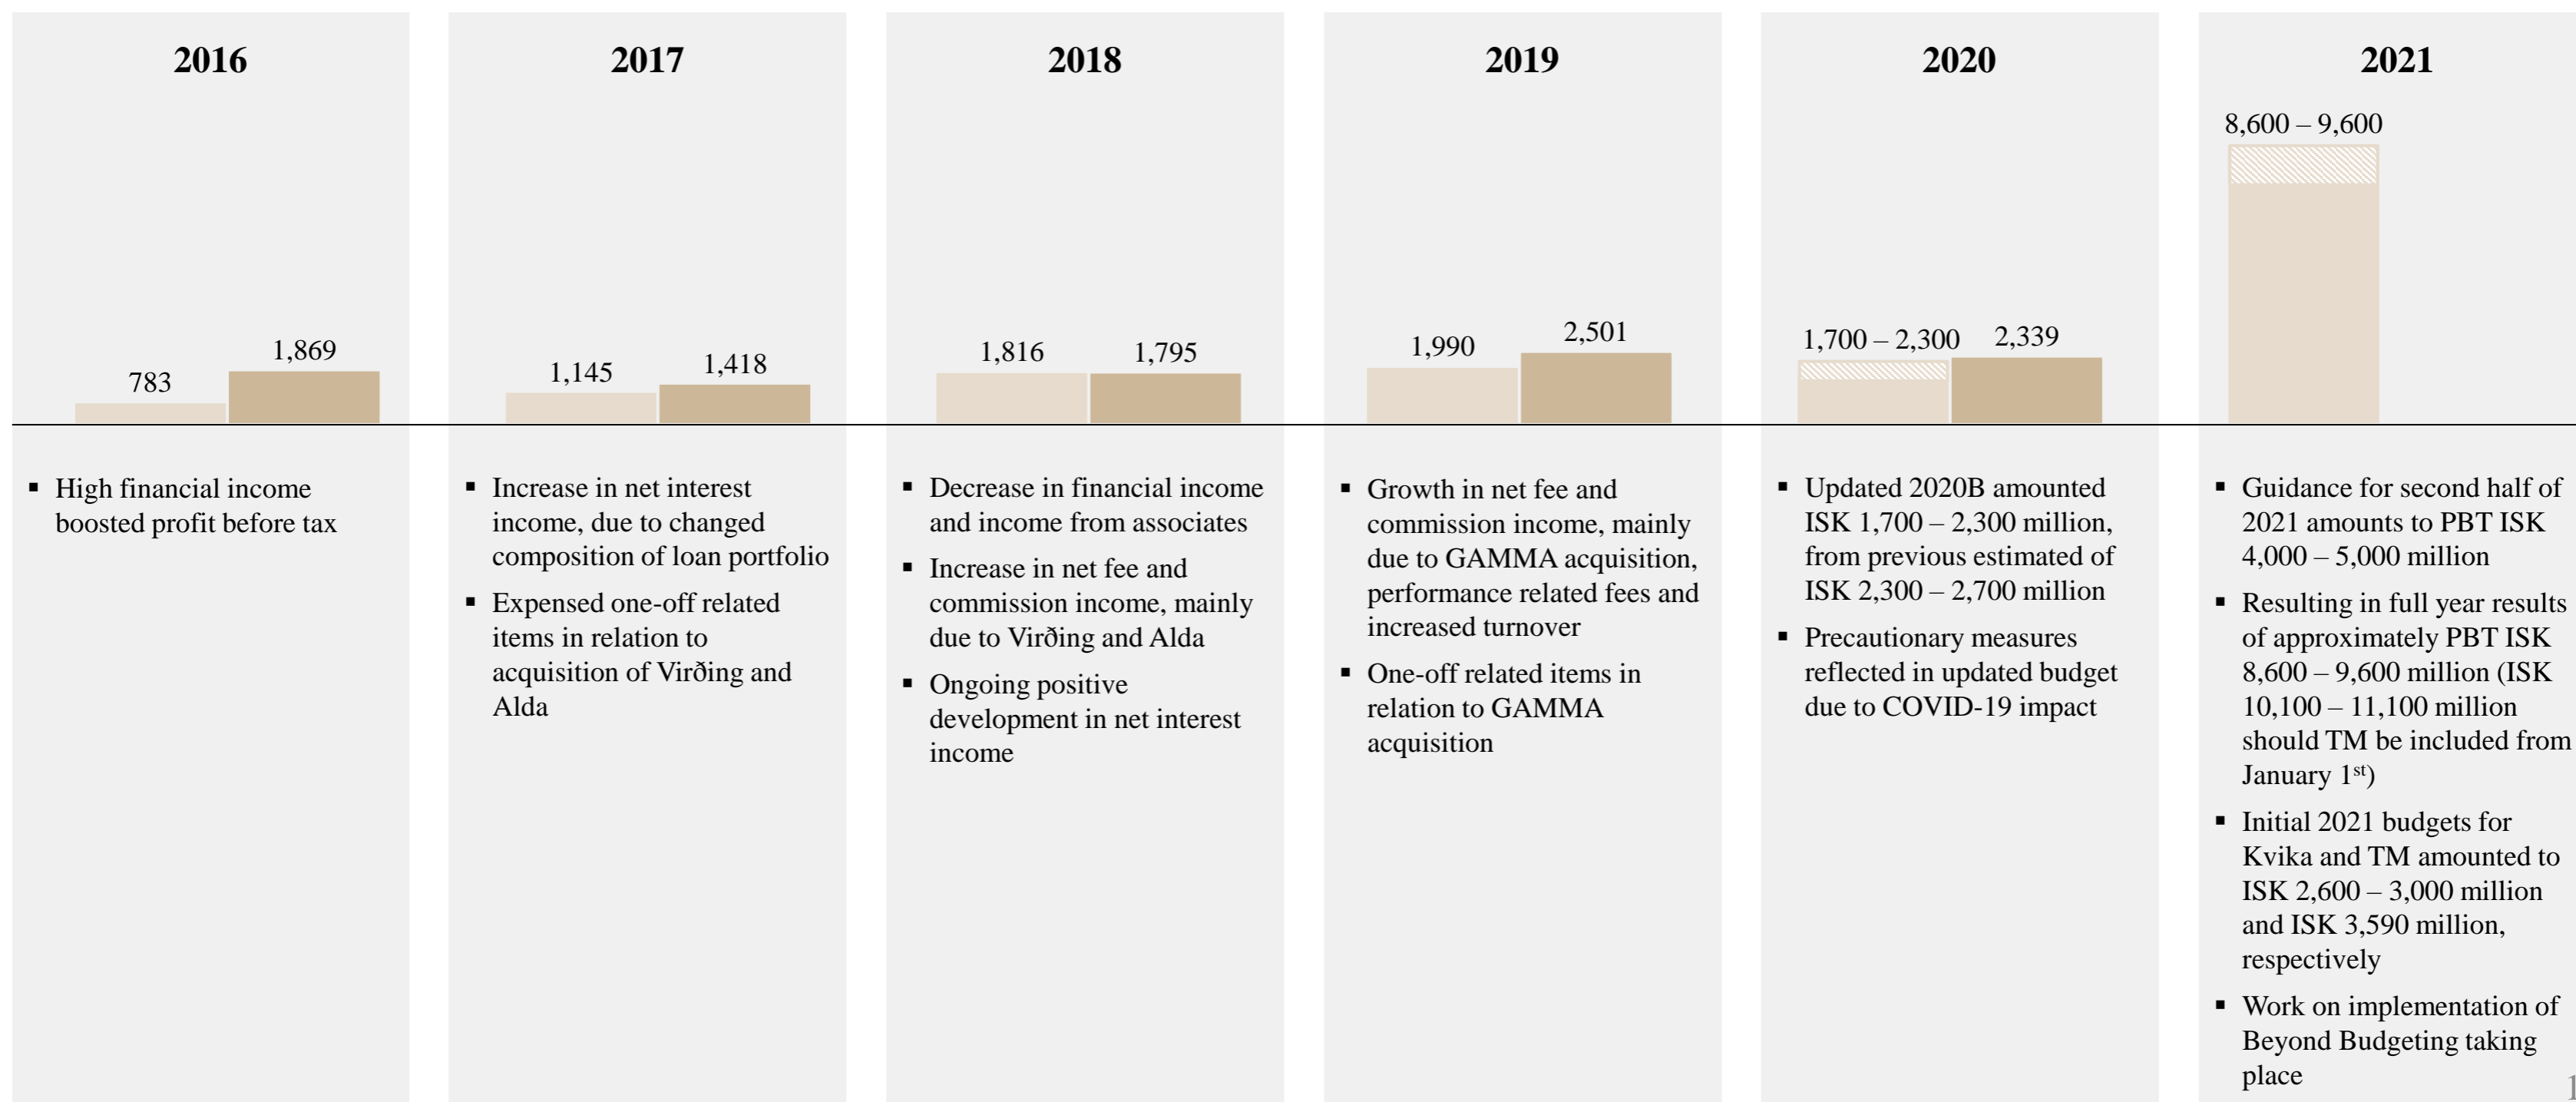 2016
783
1,869
▪ High financial income
boosted profit before tax
2017
1,145
1,418
▪ Increase in net interest
income, due to changed
composition of loan portfolio
▪ Expensed one-off related
items in relation to
acquisition of Virðing and
Alda
2018
1,816
1,795
▪ Decrease in financial income
and income from associates
▪ Increase in net fee and
commission income, mainly
due to Virðing and Alda
▪ Ongoing positive
development in net interest
income
2019
1,990
2,501
▪ Growth in net fee and
commission income, mainly
due to GAMMA acquisition,
performance related fees and
increased turnover
▪ One-off related items in
relation to GAMMA
acquisition
2020
1,700 – 2,300
2,339
▪ Updated 2020B amounted
ISK 1,700 – 2,300 million,
from previous estimated of
ISK 2,300 – 2,700 million
▪ Precautionary measures
reflected in updated budget
due to COVID-19 impact
2021
8,600 – 9,600
▪ Guidance for second half of
2021 amounts to PBT ISK
4,000 – 5,000 million
▪ Resulting in full year results
of approximately PBT ISK
8,600 – 9,600 million (ISK
10,100 – 11,100 million
should TM be included from
January 1st)
▪ Initial 2021 budgets for
Kvika and TM amounted to
ISK 2,600 – 3,000 million
and ISK 3,590 million,
respectively
▪ Work on implementation of
Beyond Budgeting taking
place